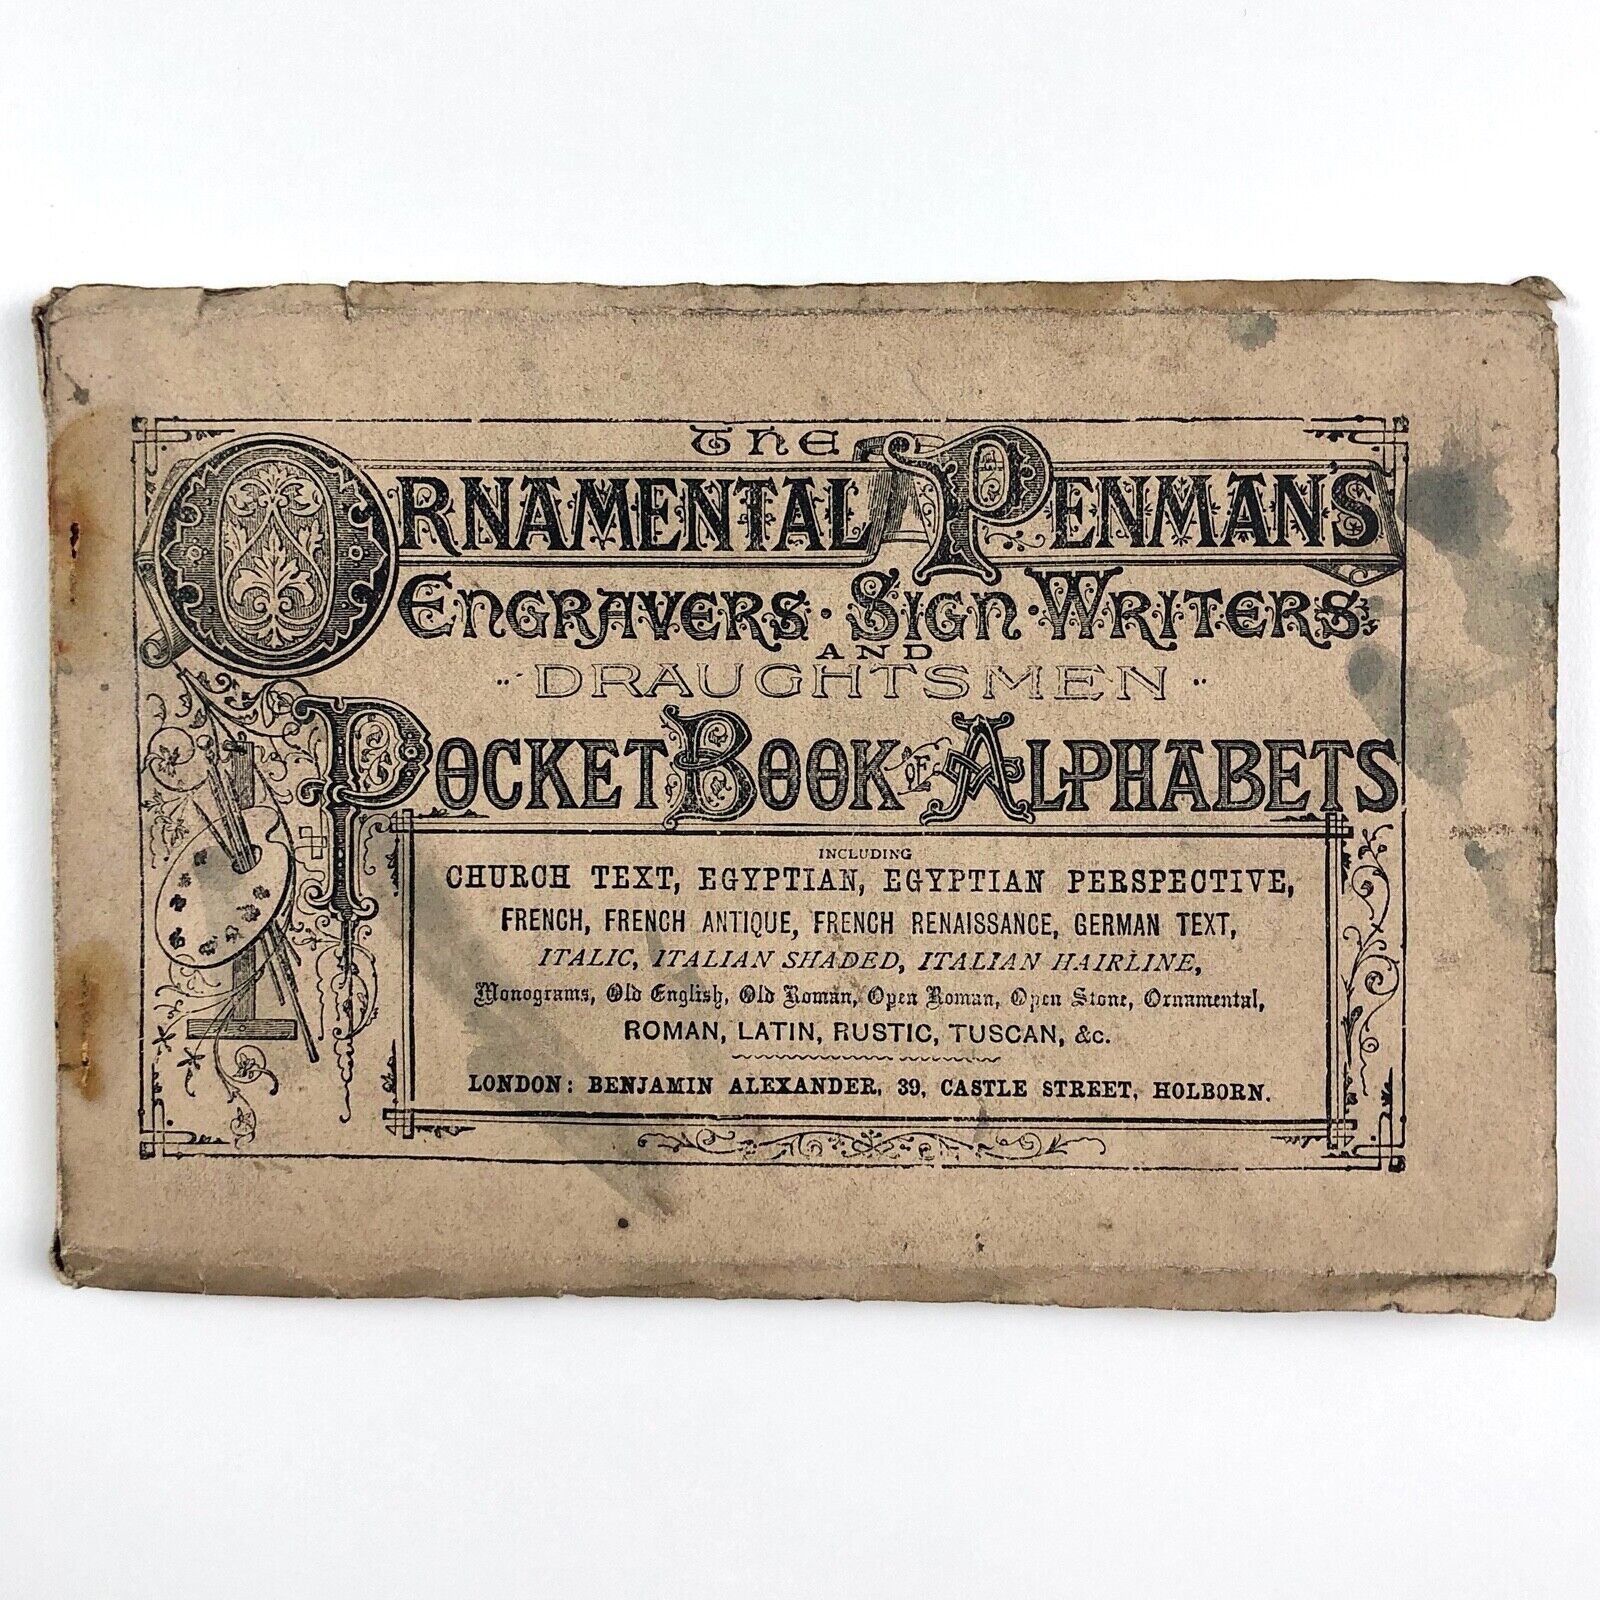 THE
ORNAMENTAL PENMAN'S
ENGRAVERS · SIGN · WRITERS
AND
DRAUGHTSMEN
POCKET BOOK OF ALPHABETS
INCLUDING
CHURCH TEXT, EGYPTIAN, EGYPTIAN PERSPECTIVE,
FRENCH, FRENCH ANTIQUE, FRENCH RENAISSANCE, GERMAN TEXT,
ITALIC, ITALIAN SHADED, ITALIAN HAIRLINE,
Monograms, Old English, Old Roman, Open Roman, Open Stone, Ornamental,
ROMAN, LATIN, RUSTIC, TUSCAN, &c.
LONDON: BENJAMIN ALEXANDER, 39, CASTLE STREET, HOLBORN.